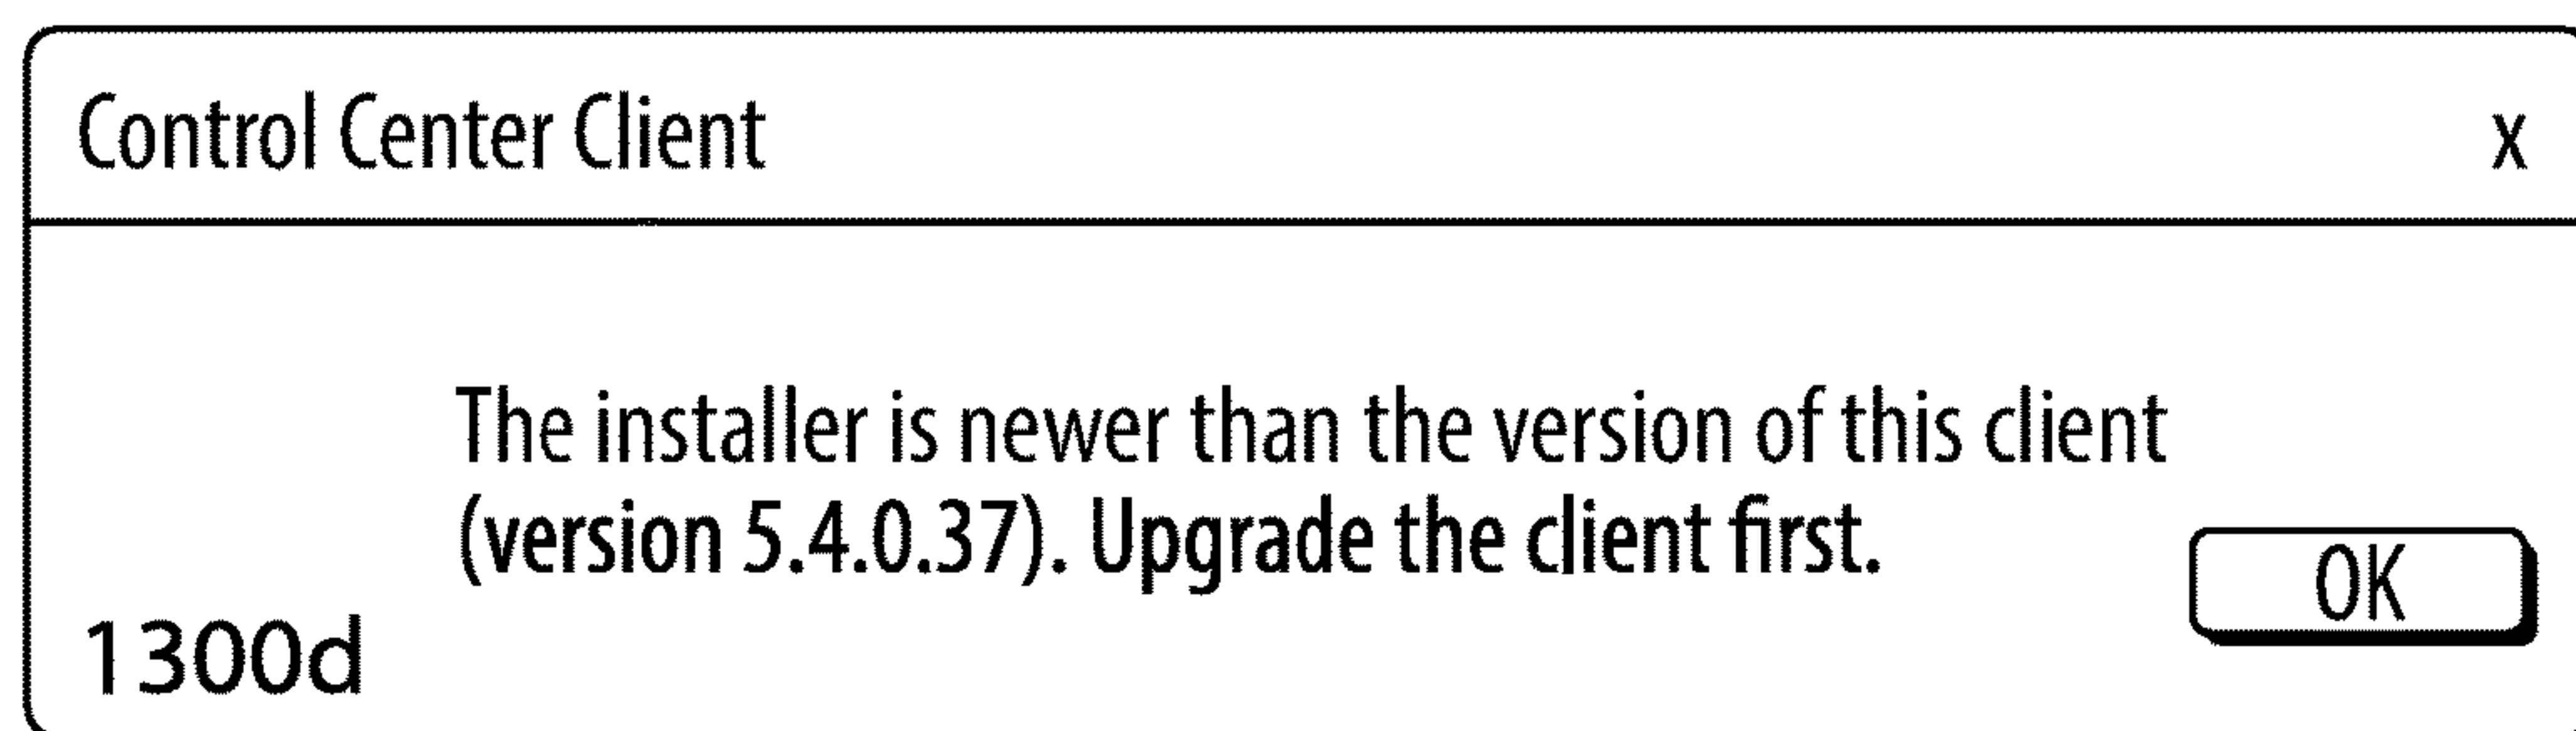 Control Center Client x
The installer is newer than the version of this client
(version 5.4.0.37). Upgrade the client first.
OK
1300d